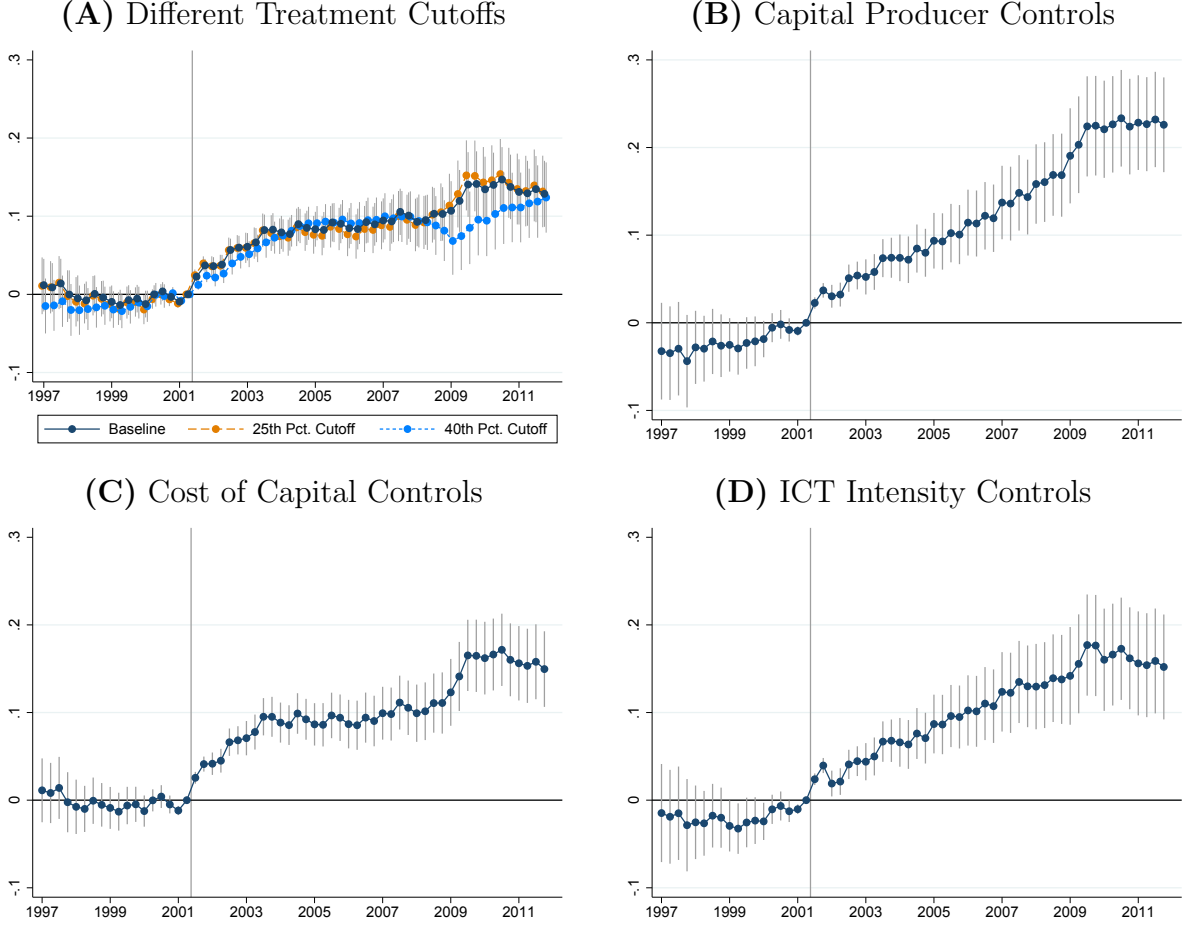 (A) Different Treatment Cutoffs
.3
.2
.1
0
-.1
1997 1999 2001 2003 2005 2007 2009 2011
Baseline 25th Pct. Cutoff 40th Pct. Cutoff
(B) Capital Producer Controls
.3
.2
.1
0
-.1
1997 1999 2001 2003 2005 2007 2009 2011
(C) Cost of Capital Controls
.3
.2
.1
0
-.1
1997 1999 2001 2003 2005 2007 2009 2011
(D) ICT Intensity Controls
.3
.2
.1
0
-.1
1997 1999 2001 2003 2005 2007 2009 2011